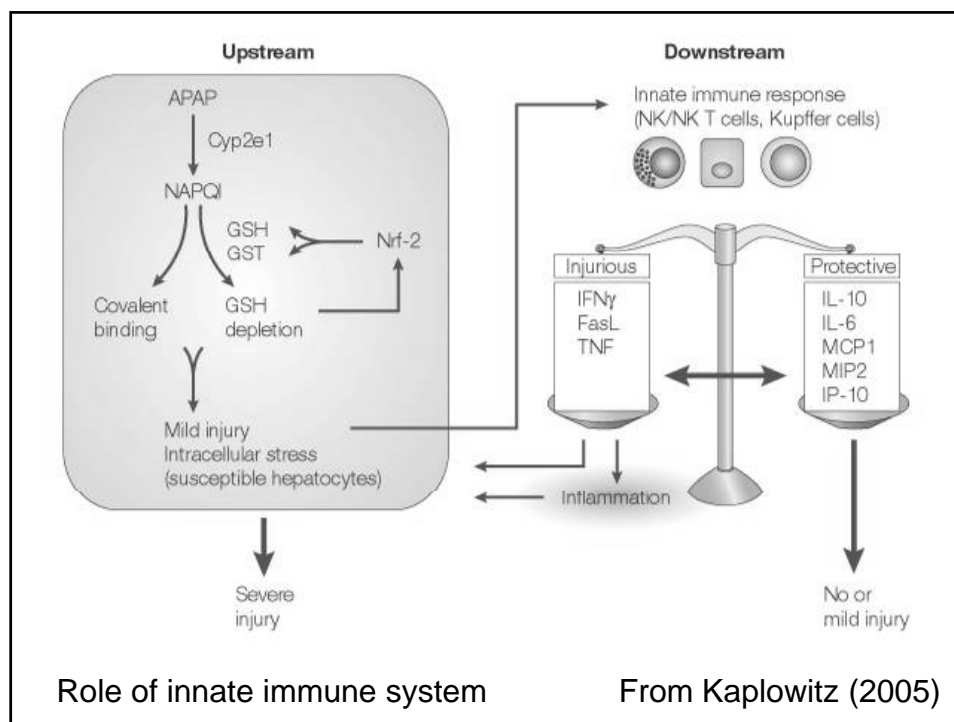 Upstream
APAP
Cyp2e1
NAPQI
GSH
GST
Nrf-2
Covalent
binding
GSH
depletion
Mild injury
Intracellular stress
(susceptible hepatocytes)
Severe
injury
Downstream
Innate immune response
(NK/NK T cells, Kupffer cells)
Injurious
IFNγ
FasL
TNF
Protective
IL-10
IL-6
MCP1
MIP2
IP-10
Inflammation
No or
mild injury
Role of innate immune system
From Kaplowitz (2005)